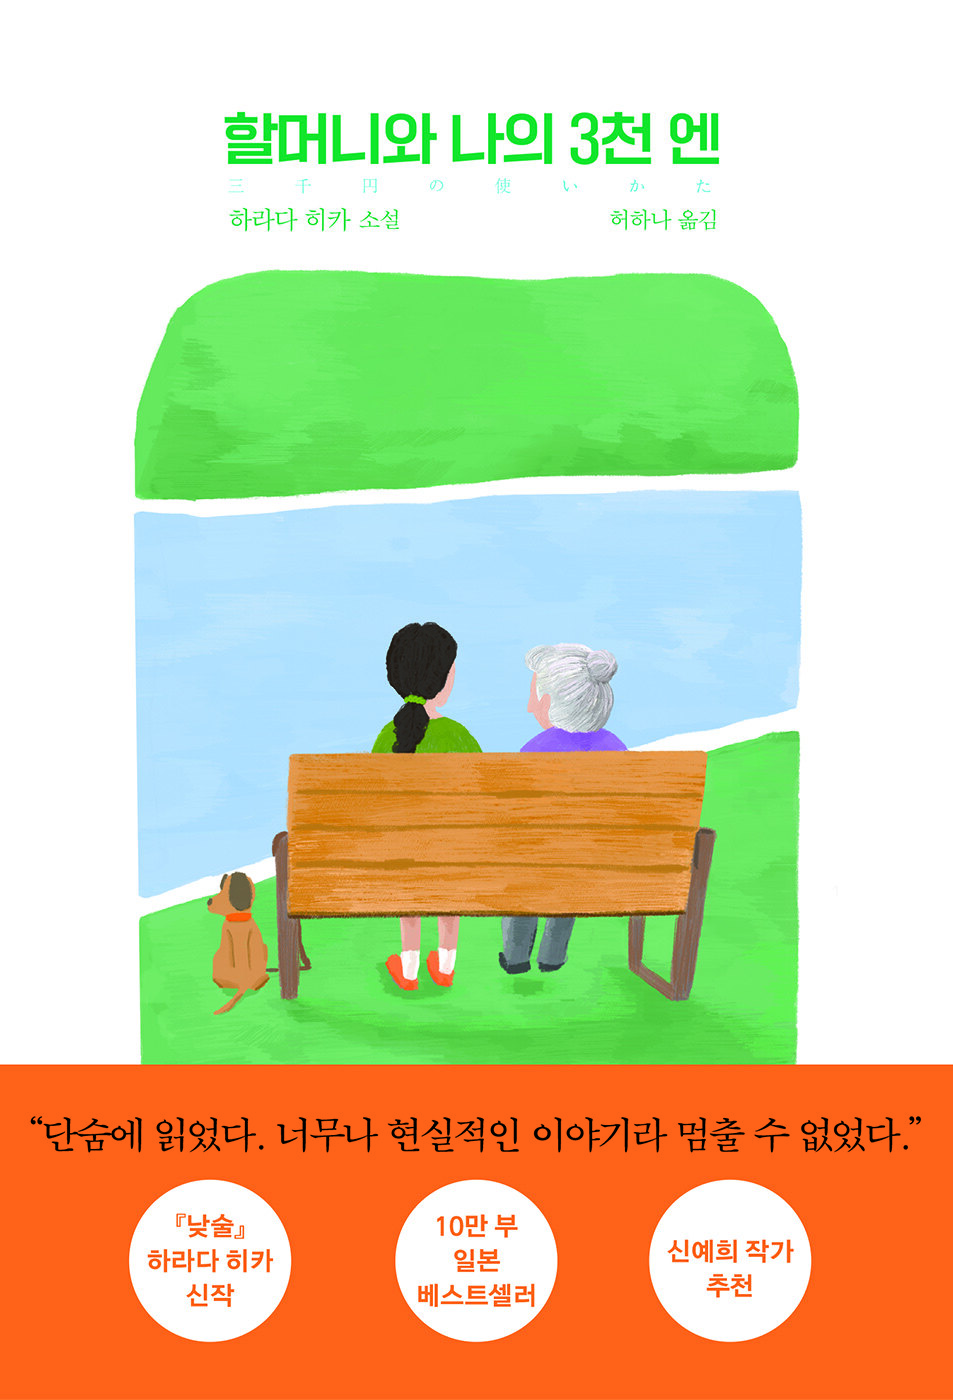 할머니와 나의 3천 엔
三千円の使いかた
하라다 히카 소설 허하나 옮김
“단숨에 읽었다. 너무나 현실적인 이야기라 멈출 수 없었다.”
『낮술』
하라다 히카
신작
10만 부
일본
베스트셀러
신예희 작가
추천